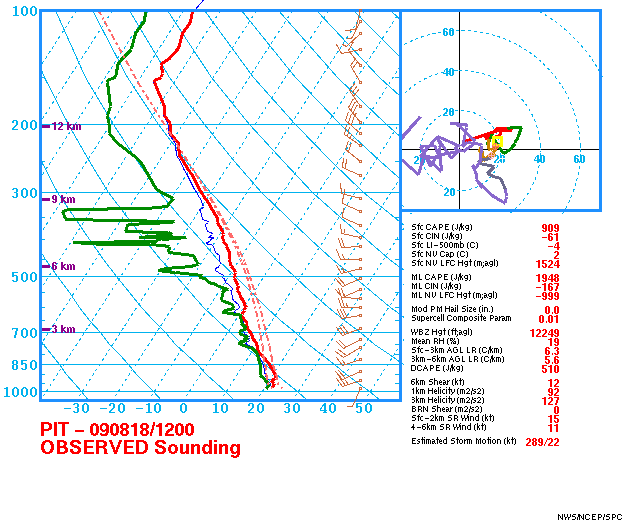 100
200
300
500
700
850
1000
12 km
9 km
6 km
3 km
-30 -20 -10 0 10 20 30 40 50
60
40
20
20 20 40 60
20
PIT - 090818/1200
OBSERVED Sounding
Sfc CAPE (J/kg) 909
Sfc CIN (J/kg) -61
Sfc LI-500mb (C) -4
Sfc NV Cap (C) 2
Sfc NV LFC Hgt (m;agl) 1524
ML CAPE (J/kg) 1948
ML CIN (J/kg) -167
ML NV LFC Hgt (m;agl) -999
Mod PM Hail Size (in.) 0.0
Supercell Composite Param 0.01
WBZ Hgt (ft;agl) 12249
Mean RH (%) 19
Sfc-3km AGL LR (C/km) 6.3
3km-6km AGL LR (C/km) 5.6
DCAPE (J/kg) 510
6km Shear (kt) 12
1km Helicity (m2/s2) 92
3km Helicity (m2/s2) 127
BRN Shear (m2/s2) 0
Sfc-2km SR Wind (kt) 15
4-6km SR Wind (kt) 11
Estimated Storm Motion (kt) 289/22
NWS/NCEP/SPC